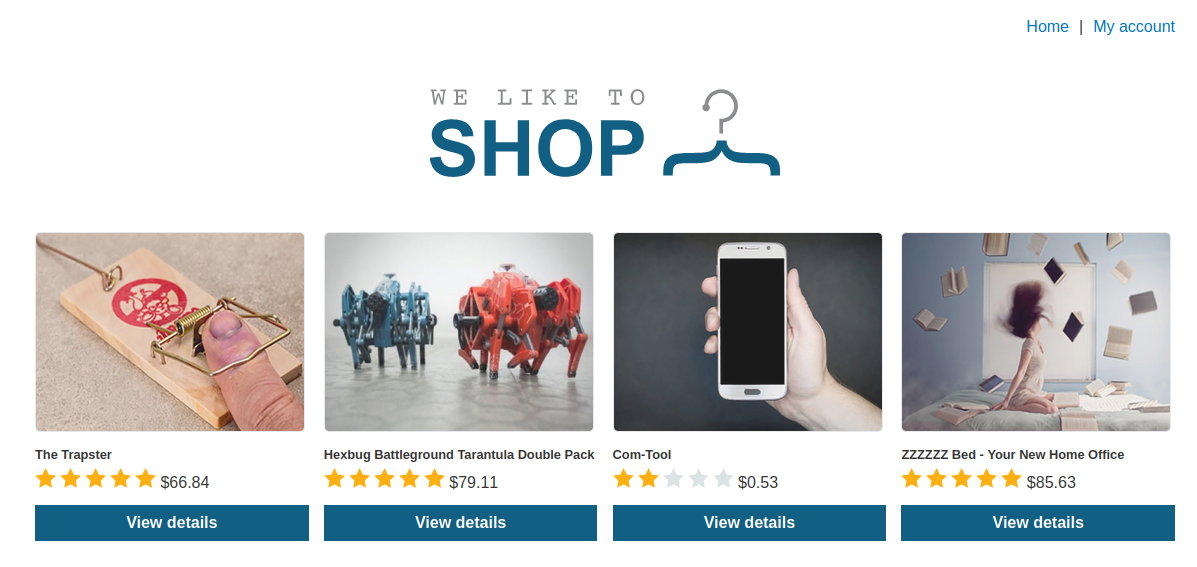 Home | My account
WE LIKE TO
SHOP
The Trapster
$66.84
View details
Hexbug Battleground Tarantula Double Pack
$79.11
View details
Com-Tool
$0.53
View details
ZZZZZZ Bed - Your New Home Office
$85.63
View details